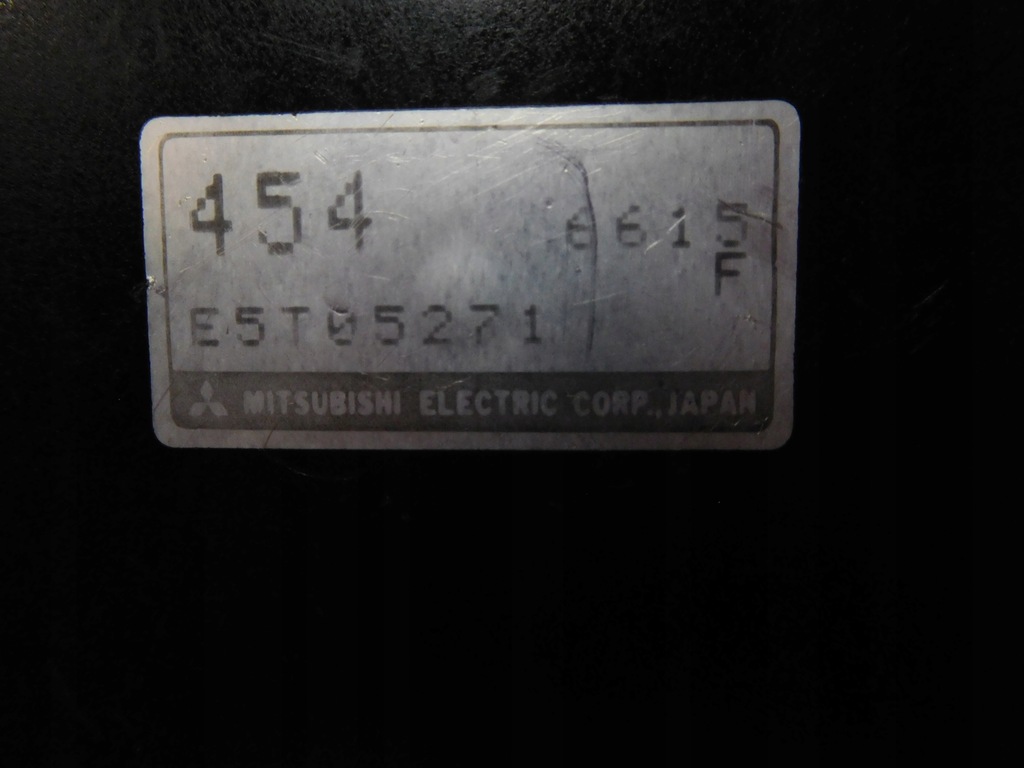 454 6615
F
E5T05271
MITSUBISHI ELECTRIC CORP., JAPAN